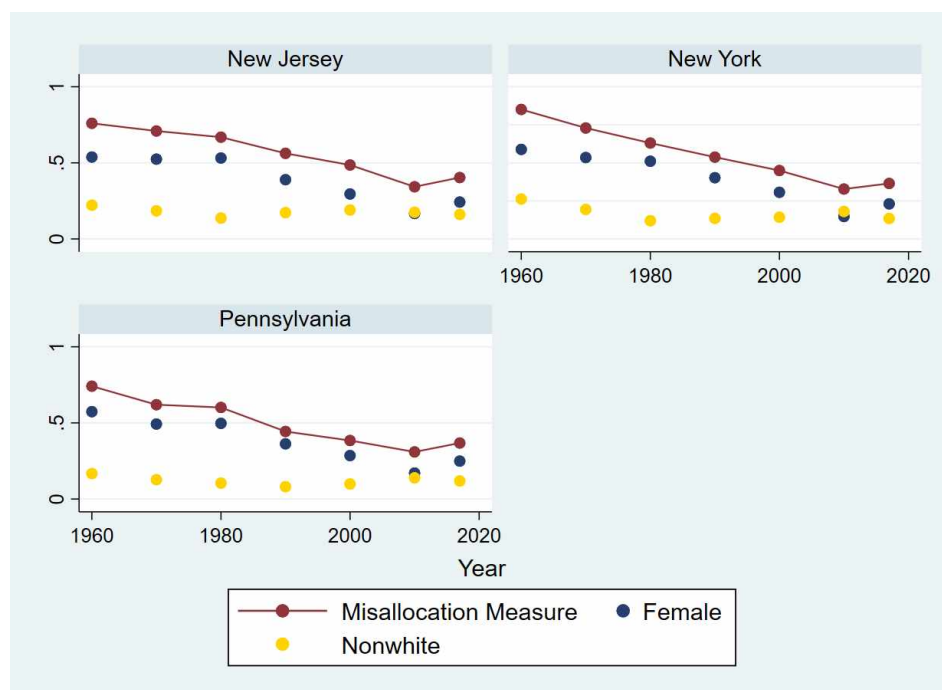 New Jersey
New York
1
.5
0
1960 1980 2000 2020
Pennsylvania
1
.5
0
1960 1980 2000 2020
Year
Misallocation Measure Female
Nonwhite